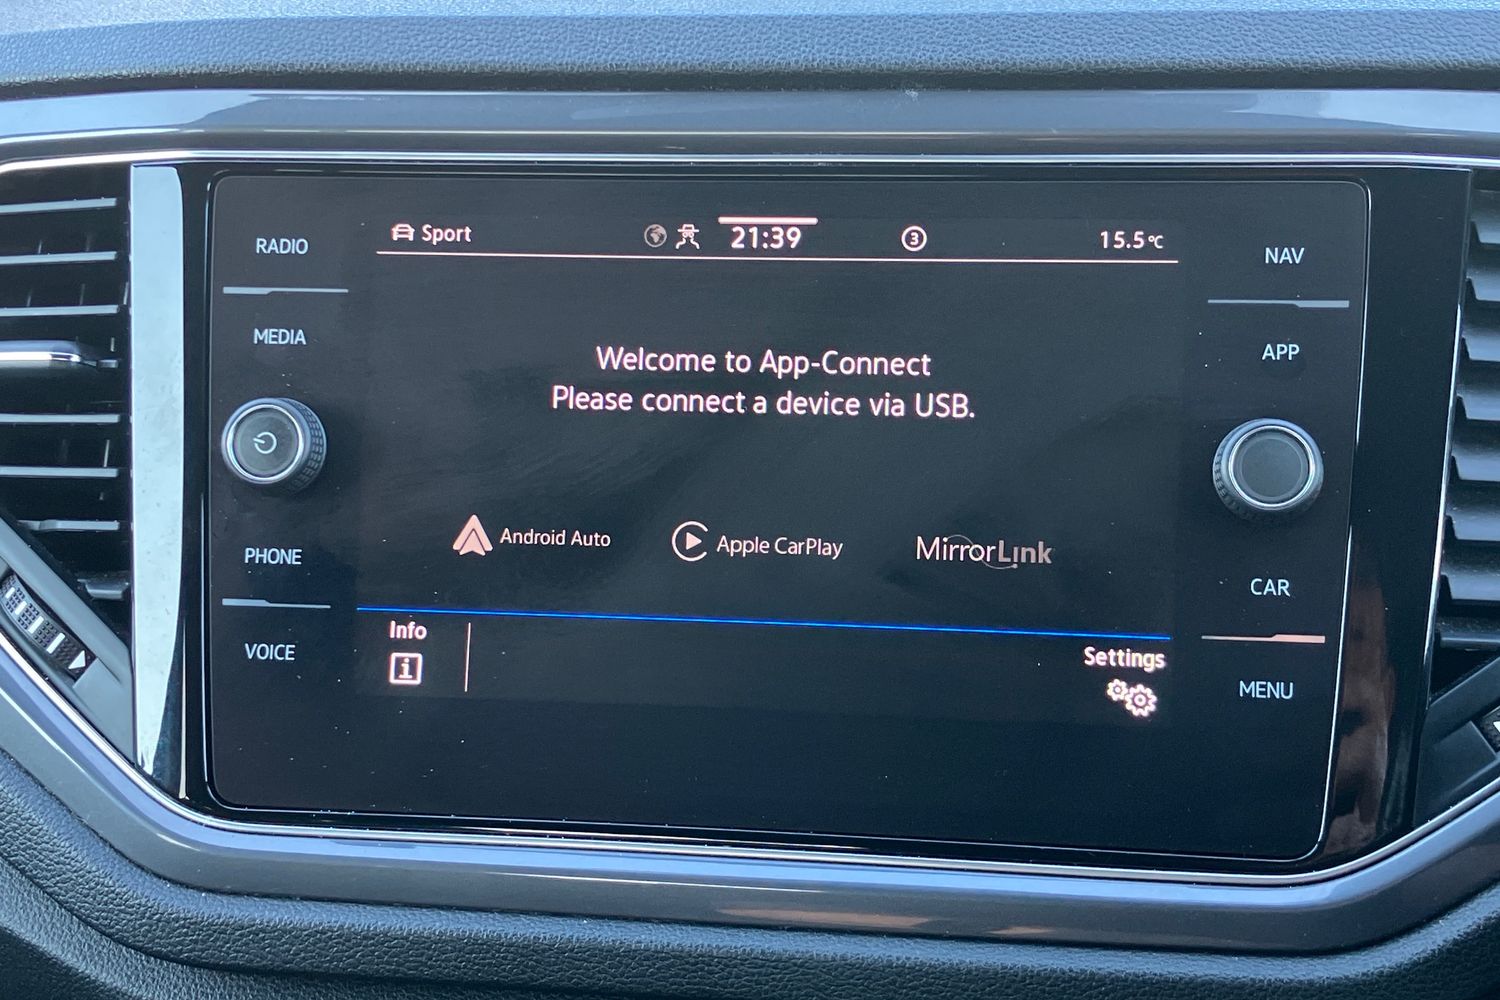 RADIO
MEDIA
PHONE
VOICE
Sport
21:39
3
15.5°C
Welcome to App-Connect
Please connect a device via USB.
Android Auto
Apple CarPlay
MirrorLink
Info
i
Settings
NAV
APP
CAR
MENU